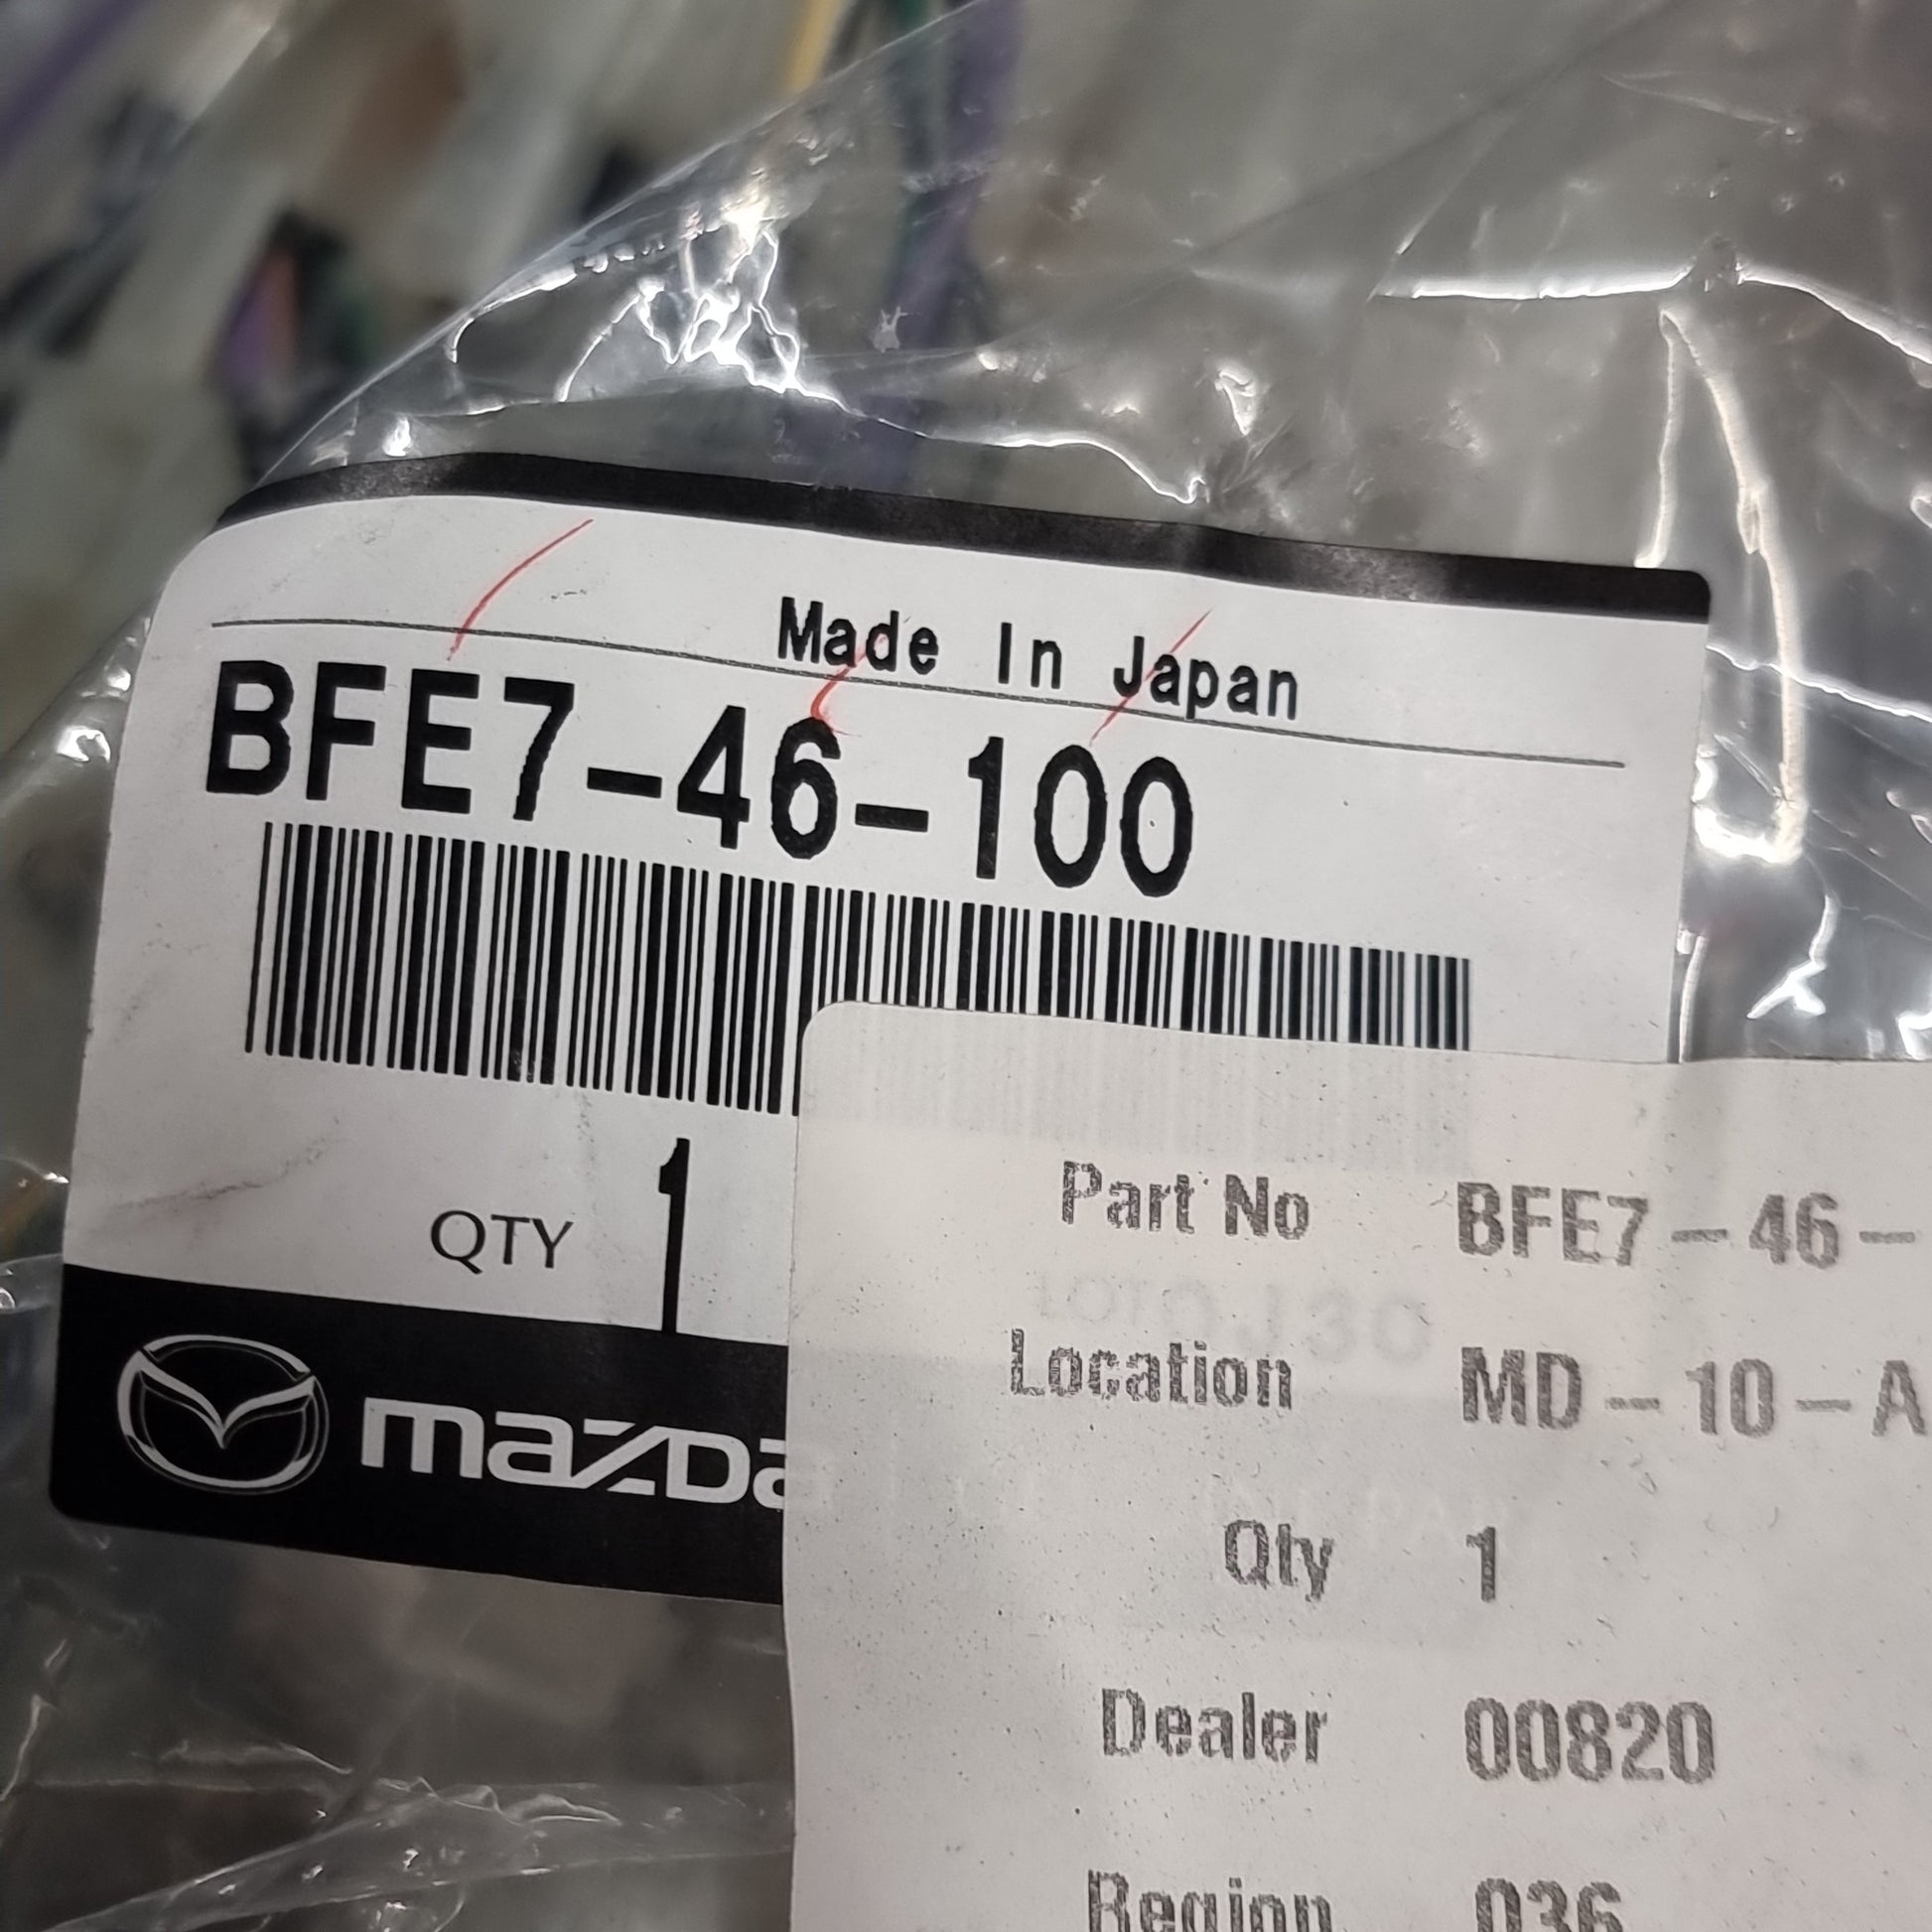 Made In Japan
BFE7-46-100
QTY 1
mazda
Part No BFE7-46-
Location MD-10-A
Qty 1
Dealer 00820
Region 036